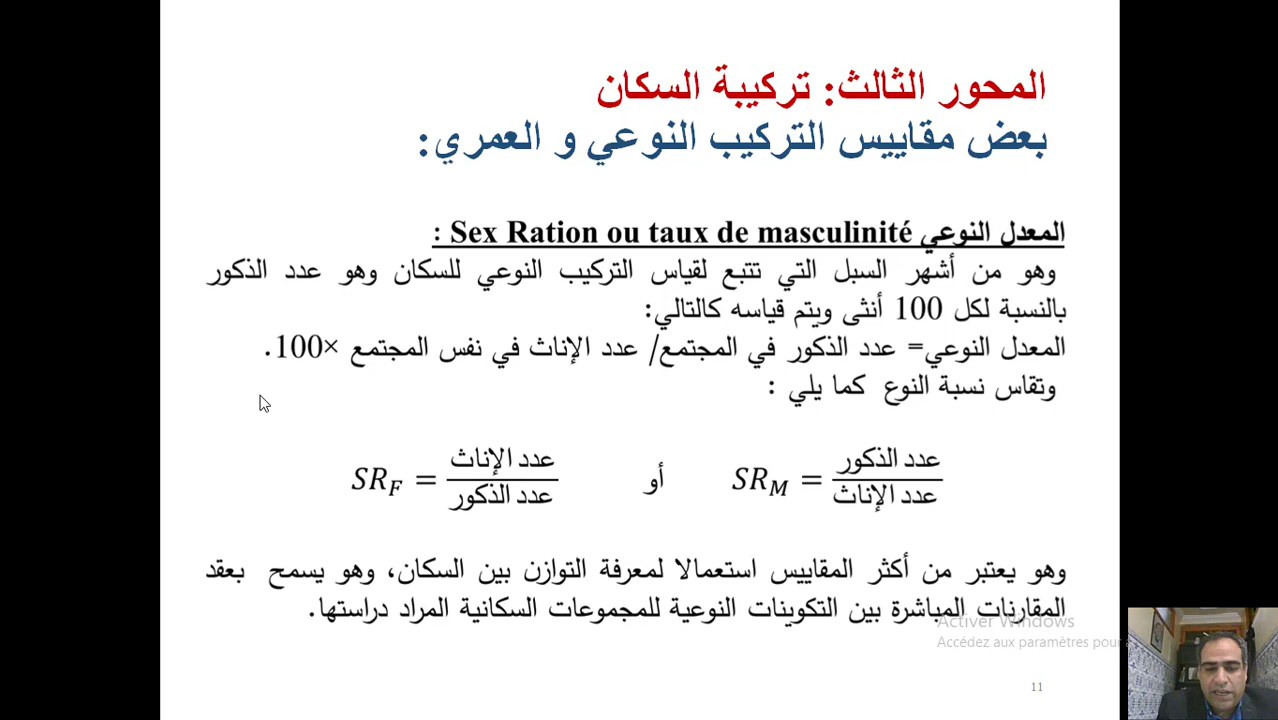 المحور الثالث: تركيبة السكان
بعض مقاييس التركيب النوعي و العمري:
المعدل النوعي Sex Ration ou taux de masculinité :
وهو من أشهر السبل التي تتبع لقياس التركيب النوعي للسكان وهو عدد الذكور
بالنسبة لكل 100 أنثى ويتم قياسه كالتالي:
المعدل النوعي= عدد الذكور في المجتمع/ عدد الإناث في نفس المجتمع ×100.
وتقاس نسبة النوع كما يلي :
SR_M = عدد الذكور / عدد الإناث أو SR_F = عدد الإناث / عدد الذكور
وهو يعتبر من أكثر المقاييس استعمالا لمعرفة التوازن بين السكان، وهو يسمح بعقد
المقارنات المباشرة بين التكوينات النوعية للمجموعات السكانية المراد دراستها.
Activer Windows
Accédez aux paramètres pour
11